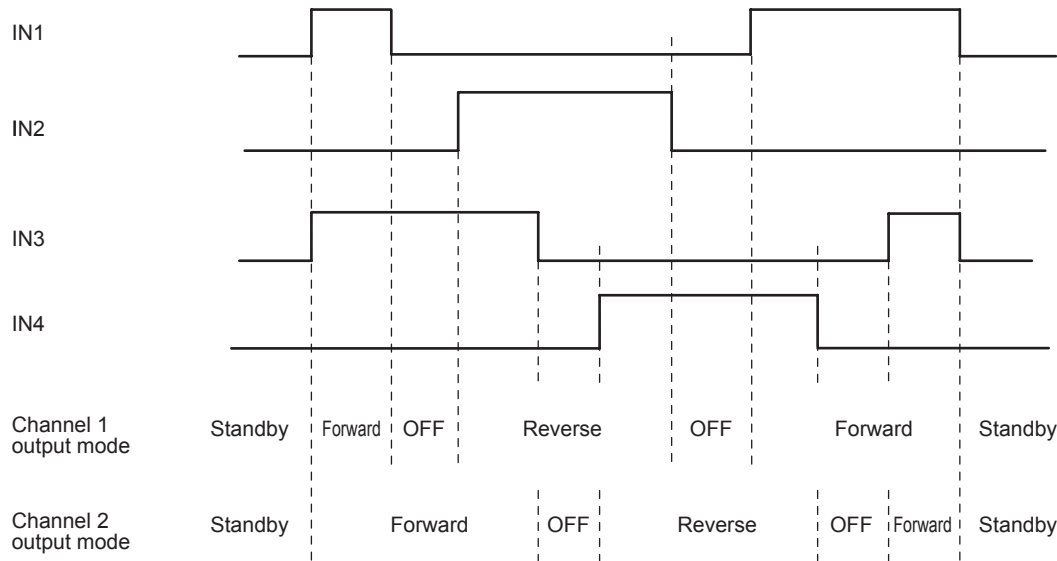 IN1
IN2
IN3
IN4
Channel 1
output mode
Standby Forward OFF Reverse OFF Forward Standby
Channel 2
output mode
Standby Forward OFF Reverse OFF Forward Standby